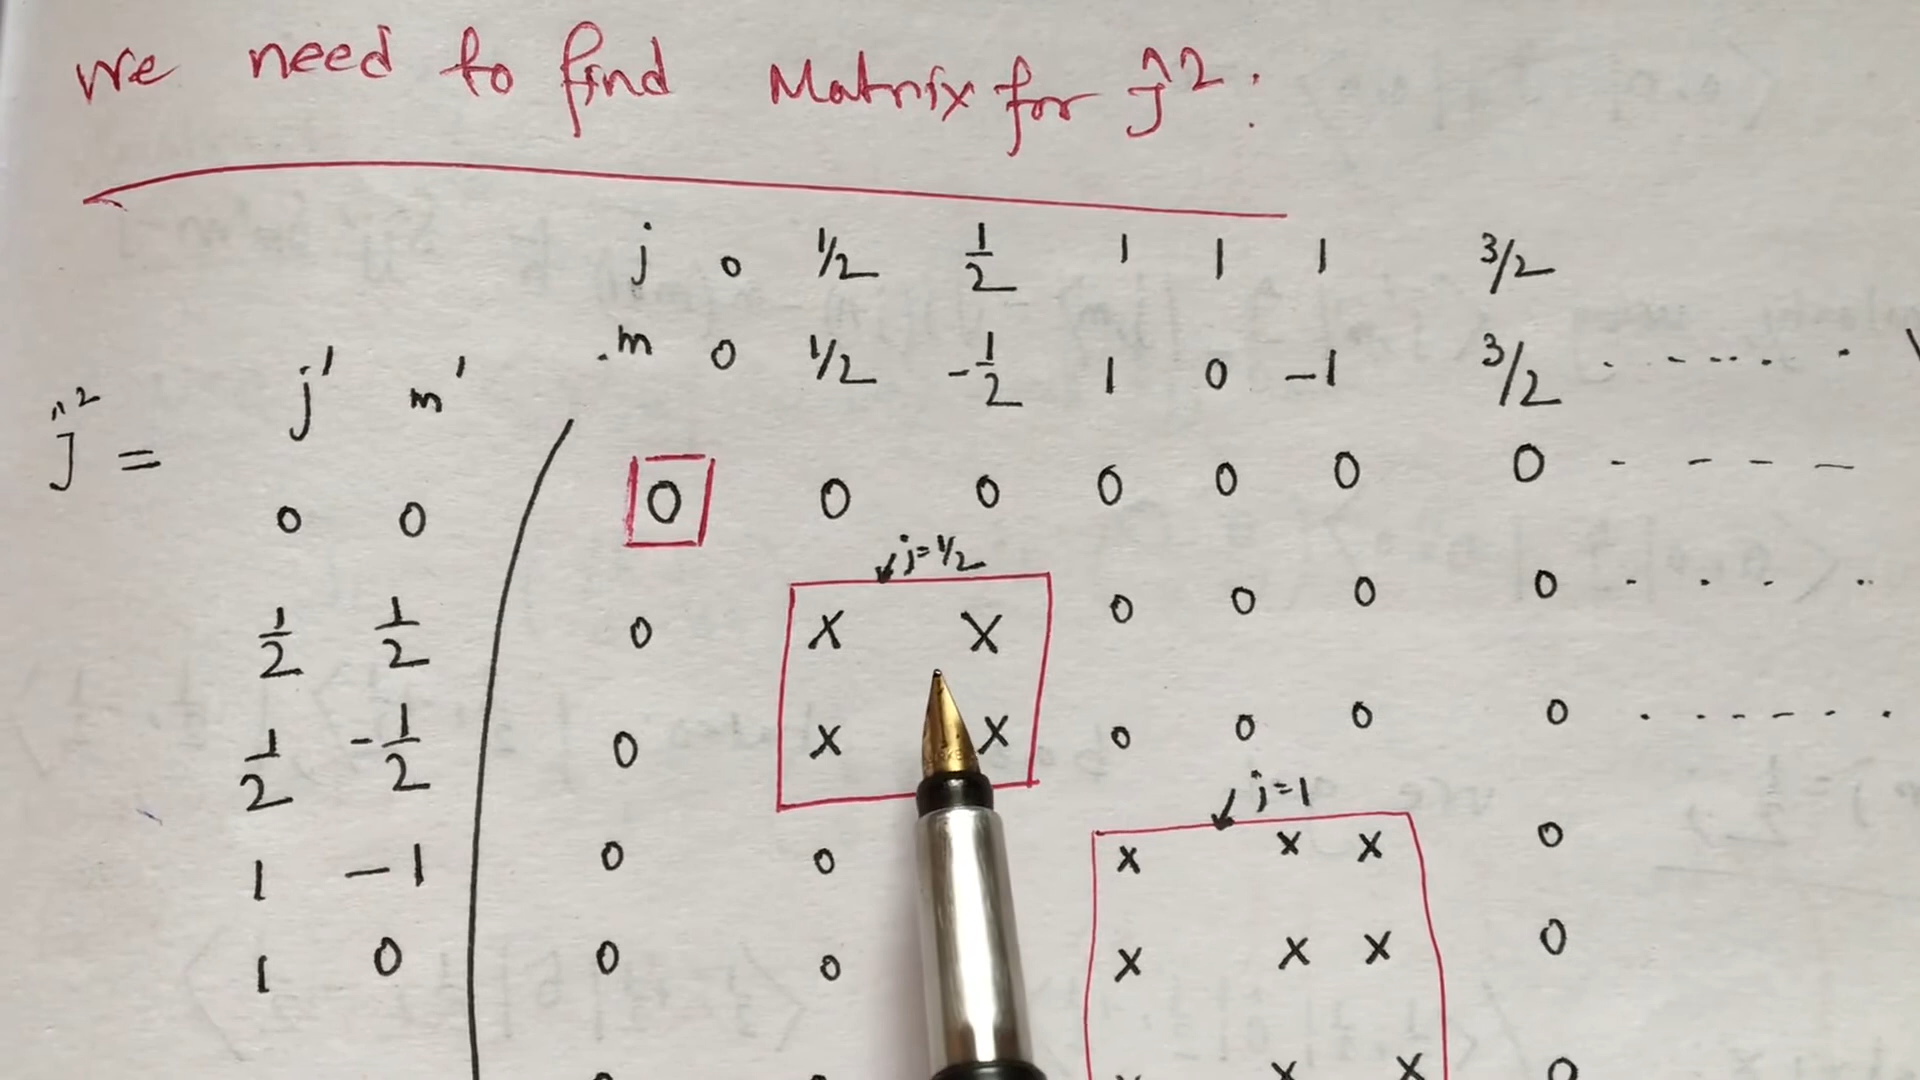 We need to find Matrix for Ĵ²:
j 0 1/2 1/2 1 1 1 3/2
m 0 1/2 -1/2 1 0 -1 3/2 . - - - - . .
Ĵ² = j' m'
0 0 0 0 0 0 0 0 0 - - - -
j=1/2
1/2 1/2 0 X X 0 0 0 0 . . . .
1/2 -1/2 0 X X 0 0 0 0 . - - - - .
j=1
1 -1 0 0 X X X 0
1 0 0 0 X X X 0
X X 0